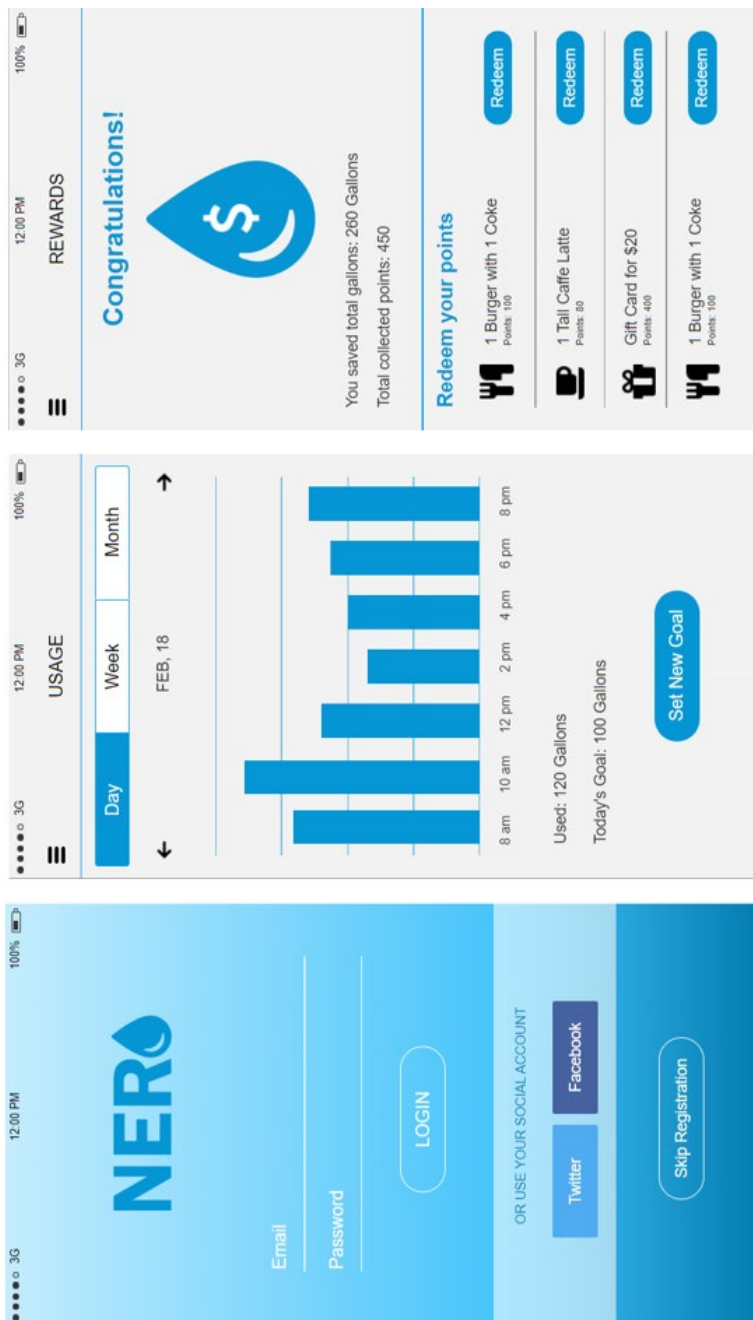 3G 12:00 PM 100%
NERO
Email
Password
LOGIN
OR USE YOUR SOCIAL ACCOUNT
Twitter Facebook
Skip Registration
3G 12:00 PM 100%
USAGE
Day Week Month
FEB, 18
8 am 10 am 12 pm 2 pm 4 pm 6 pm 8 pm
Used: 120 Gallons
Today's Goal: 100 Gallons
Set New Goal
3G 12:00 PM 100%
REWARDS
Congratulations!
$
You saved total gallons: 260 Gallons
Total collected points: 450
Redeem your points
1 Burger with 1 Coke Redeem
Points: 100
1 Tall Caffe Latte Redeem
Points: 80
Gift Card for $20 Redeem
Points: 400
1 Burger with 1 Coke Redeem
Points: 100